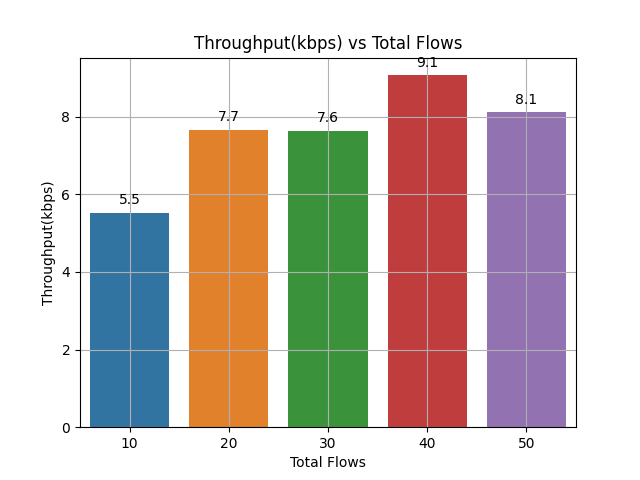 Throughput(kbps) vs Total Flows
9.1
8.1
7.7
7.6
5.5
8
6
4
2
0
Throughput(kbps)
10 20 30 40 50
Total Flows